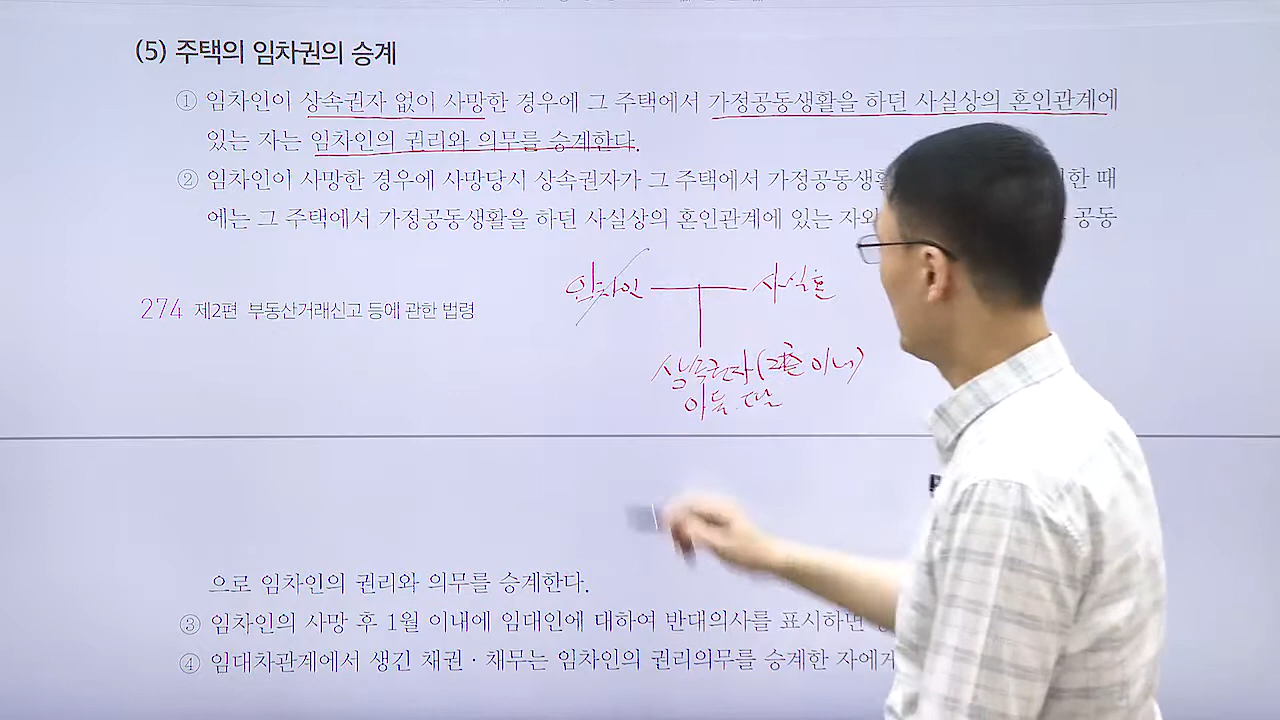 (5) 주택의 임차권의 승계
① 임차인이 상속권자 없이 사망한 경우에 그 주택에서 가정공동생활을 하던 사실상의 혼인관계에
있는 자는 임차인의 권리와 의무를 승계한다.
② 임차인이 사망한 경우에 사망당시 상속권자가 그 주택에서 가정공동생활 때
에는 그 주택에서 가정공동생활을 하던 사실상의 혼인관계에 있는 자와 공동
임차인 사실혼
274 제2편 부동산거래신고 등에 관한 법령
상속권자(2촌 이내)
아들, 딸
으로 임차인의 권리와 의무를 승계한다.
③ 임차인의 사망 후 1월 이내에 임대인에 대하여 반대의사를 표시하면
④ 임대차관계에서 생긴 채권·채무는 임차인의 권리의무를 승계한 자에게